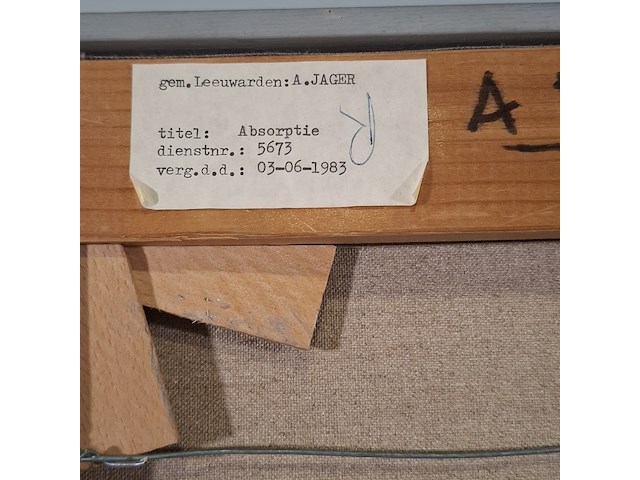 gem.Leeuwarden:A.JAGER
titel: Absorptie
dienstnr.: 5673
verg.d.d.: 03-06-1983
A